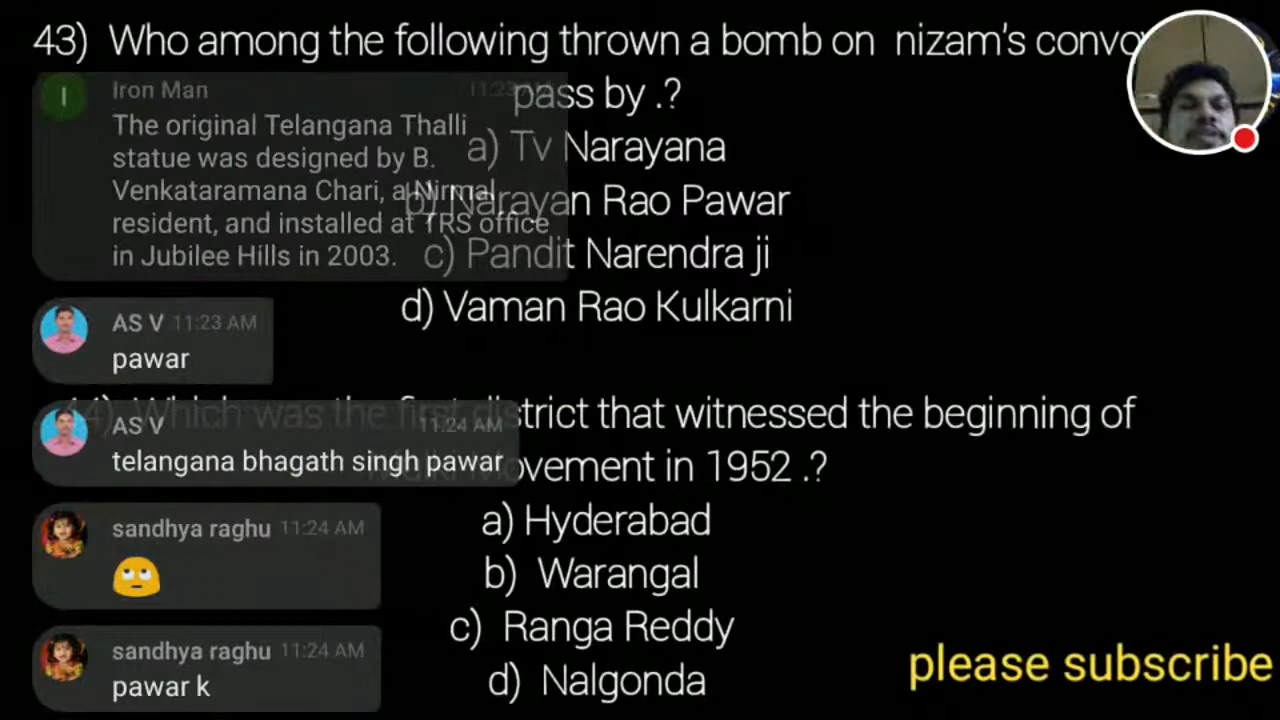 43) Who among the following thrown a bomb on nizam's
pass by .?
a) Tv Narayana
b) Narayan Rao Pawar
c) Pandit Narendra ji
d) Vaman Rao Kulkarni
I
Iron Man
The original Telangana Thalli
statue was designed by B.
Venkataramana Chari, a Nirmal
resident, and installed at TRS office
in Jubilee Hills in 2003.
AS V 11:23 AM
pawar
44) Which was the first district that witnessed the beginning of
Movement in 1952 .?
a) Hyderabad
b) Warangal
c) Ranga Reddy
d) Nalgonda
AS V 11:24 AM
telangana bhagath singh pawar
sandhya raghu 11:24 AM
🙄
sandhya raghu 11:24 AM
pawar k
please subscribe